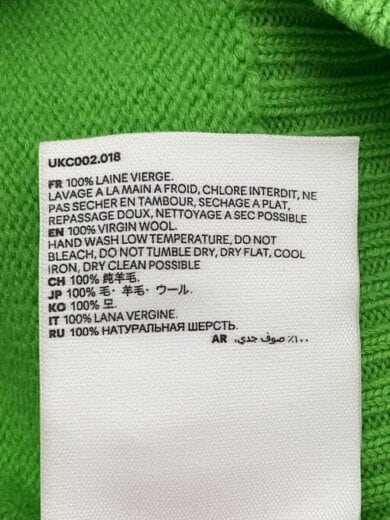 UKC002.018
FR 100% LAINE VIERGE.
LAVAGE A LA MAIN A FROID, CHLORE INTERDIT, NE
PAS SECHER EN TAMBOUR, SECHAGE A PLAT,
REPASSAGE DOUX, NETTOYAGE A SEC POSSIBLE
EN 100% VIRGIN WOOL.
HAND WASH LOW TEMPERATURE, DO NOT
BLEACH, DO NOT TUMBLE DRY, DRY FLAT, COOL
IRON, DRY CLEAN POSSIBLE
CH 100% 纯羊毛.
JP 100% 毛・羊毛・ウール.
KO 100% 모.
IT 100% LANA VERGINE.
RU 100% НАТУРАЛЬНАЯ ШЕРСТЬ.
AR ١٠٠٪ صوف جدي.